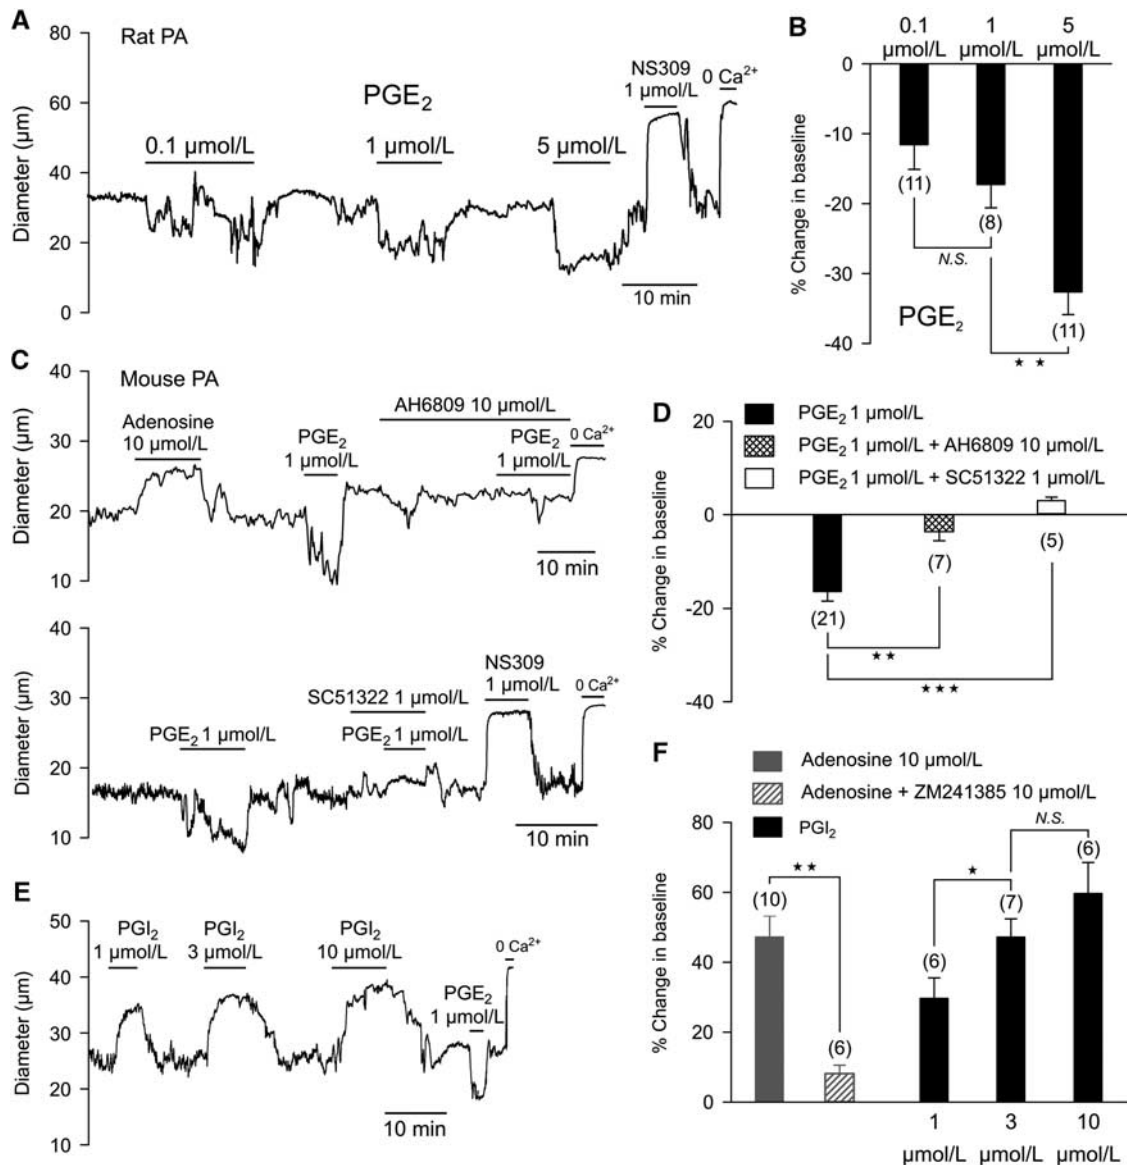 A
Rat PA
80
60
40
20
0
Diameter (µm)
PGE2
0.1 µmol/L
1 µmol/L
5 µmol/L
NS309
1 µmol/L
0 Ca2+
10 min
B
0.1
µmol/L
1
µmol/L
5
µmol/L
0
-10
-20
-30
-40
% Change in baseline
(11)
(8)
(11)
N.S.
★ ★
PGE2
C
Mouse PA
40
30
20
10
Diameter (µm)
Adenosine
10 µmol/L
PGE2
1 µmol/L
AH6809 10 µmol/L
PGE2
1 µmol/L
0 Ca2+
10 min
40
30
20
10
Diameter (µm)
PGE2 1 µmol/L
SC51322 1 µmol/L
PGE2 1 µmol/L
NS309
1 µmol/L
0 Ca2+
10 min
D
PGE2 1 µmol/L
PGE2 1 µmol/L + AH6809 10 µmol/L
PGE2 1 µmol/L + SC51322 1 µmol/L
20
0
-20
-40
% Change in baseline
(21)
(7)
(5)
★★
★★★
E
50
40
30
20
10
Diameter (µm)
PGI2
1 µmol/L
PGI2
3 µmol/L
PGI2
10 µmol/L
PGE2
1 µmol/L
0 Ca2+
10 min
F
Adenosine 10 µmol/L
Adenosine + ZM241385 10 µmol/L
PGI2
80
60
40
20
0
% Change in baseline
(10)
★★
(6)
(6)
★
(7)
N.S.
(6)
1
µmol/L
3
µmol/L
10
µmol/L